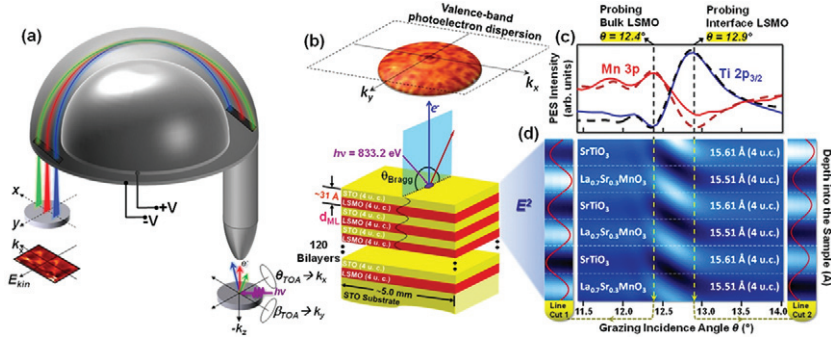 (a)
x
y
kx
Ekin
+V
-V
e-
hν
θTOA → kx
βTOA → ky
-kz
(b)
Valence-band
photoelectron dispersion
kx
ky
e-
hν = 833.2 eV
θBragg
~31 Å
dML
STO (4 u. c.)
LSMO (4 u. c.)
STO (4 u. c.)
LSMO (4 u. c.)
STO (4 u. c.)
LSMO (4 u. c.)
120
Bilayers
STO (4 u. c.)
LSMO (4 u. c.)
~5.0 mm
STO Substrate
Probing
Bulk LSMO
θ = 12.4°
Probing
Interface LSMO
θ = 12.9°
(c)
PES Intensity
(arb. units)
Mn 3p
Ti 2p3/2
(d)
E2
SrTiO3 15.61 Å (4 u.c.)
La0.7Sr0.3MnO3 15.51 Å (4 u.c.)
SrTiO3 15.61 Å (4 u.c.)
La0.7Sr0.3MnO3 15.51 Å (4 u.c.)
SrTiO3 15.61 Å (4 u.c.)
La0.7Sr0.3MnO3 15.51 Å (4 u.c.)
Depth into the Sample (Å)
Line
Cut 1
Line
Cut 2
11.5 12.0 12.5 13.0 13.5 14.0
Grazing Incidence Angle θ (°)